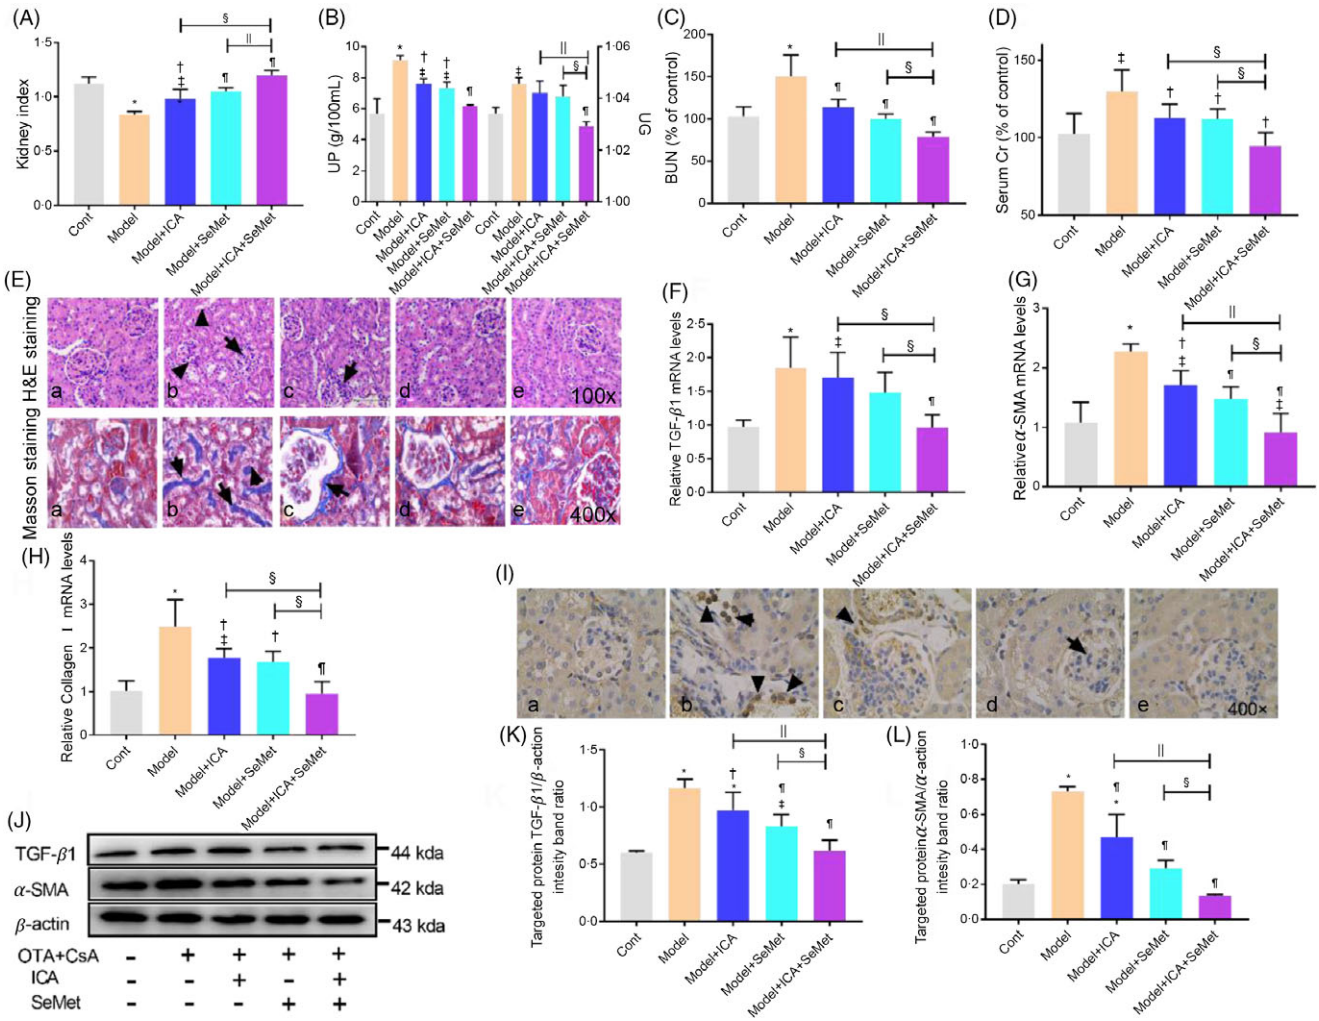 (A)
Kidney index
1·5
1·0
0·5
0·0
§
||
*
†
‡
¶
¶
Cont
Model
Model+ICA
Model+SeMet
Model+ICA+SeMet
(B)
UP (g/100mL)
10
8
6
4
2
0
UG
1·06
1·04
1·02
1·00
||
§
*
†
‡
†
‡
¶
‡
¶
Cont
Model
Model+ICA
Model+SeMet
Model+ICA+SeMet
Cont
Model
Model+ICA
Model+ICA+SeMet
Model+ICA+SeMet
(C)
BUN (% of control)
200
150
100
50
0
||
§
*
¶
¶
¶
Cont
Model
Model+ICA
Model+SeMet
Model+ICA+SeMet
(D)
Serum Cr (% of control)
150
100
50
§
§
‡
†
†
†
Cont
Model
Model+ICA
Model+SeMet
Model+ICA+SeMet
(E)
Masson staining H&E staining
a
b
c
d
e
100x
a
b
c
d
e
400x
(F)
Relative TGF-β1 mRNA levels
2·5
2·0
1·5
1·0
0·5
0·0
§
§
*
‡
¶
Cont
Model
Model+ICA
Model+SeMet
Model+ICA+SeMet
(G)
Relative α-SMA mRNA levels
3
2
1
0
||
§
*
†
‡
¶
¶
‡
Cont
Model
Model+ICA
Model+SeMet
Model+ICA+SeMet
(H)
Relative Collagen I mRNA levels
4
3
2
1
0
§
§
*
†
‡
†
¶
Cont
Model
Model+ICA
Model+SeMet
Model+ICA+SeMet
(I)
a
b
c
d
e
400×
(J)
TGF-β1
44 kda
α-SMA
42 kda
β-actin
43 kda
OTA+CsA - + + + +
ICA - - + - +
SeMet - - - + +
(K)
Targeted protein TGF-β1/β-action
intesity band ratio
1·5
1·0
0·5
0·0
||
§
*
†
*
¶
‡
¶
Cont
Model
Model+ICA
Model+SeMet
Model+ICA+SeMet
(L)
Targeted protein α-SMA/α-action
intesity band ratio
1·0
0·8
0·6
0·4
0·2
0·0
||
§
*
¶
*
¶
¶
Cont
Model
Model+ICA
Model+SeMet
Model+ICA+SeMet